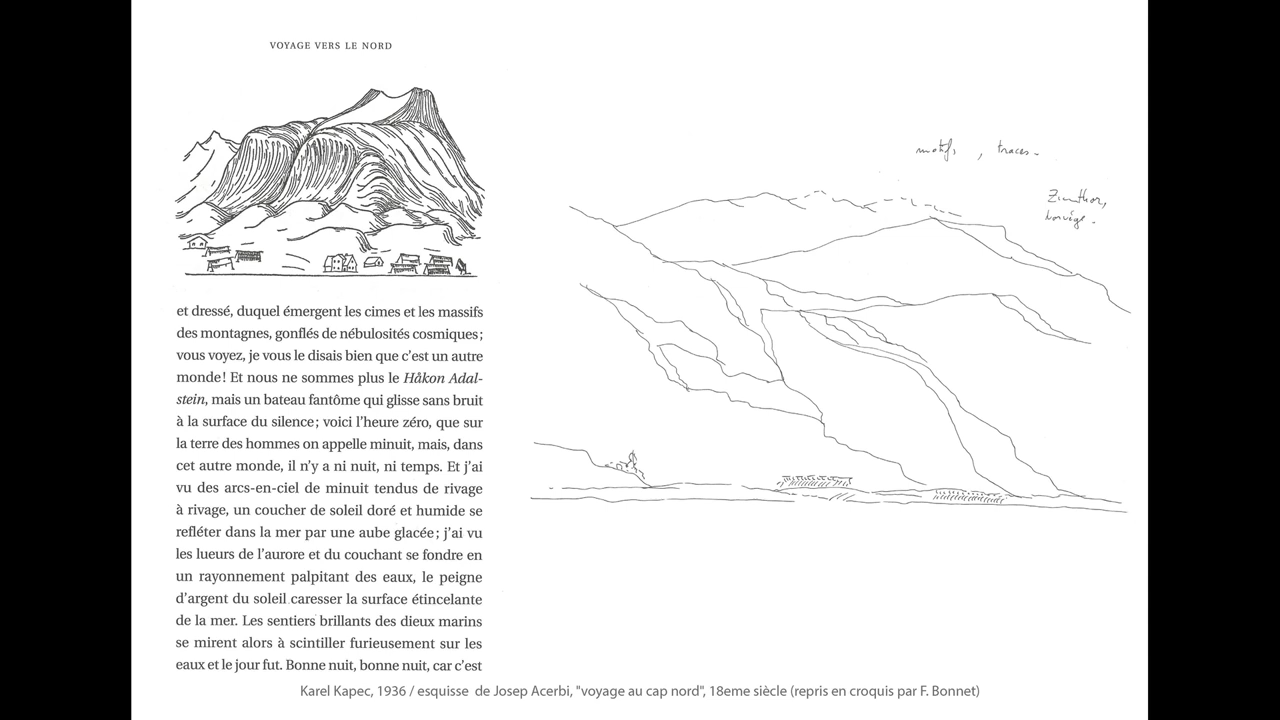 VOYAGE VERS LE NORD
et dressé, duquel émergent les cimes et les massifs
des montagnes, gonflés de nébulosités cosmiques ;
vous voyez, je vous le disais bien que c'est un autre
monde ! Et nous ne sommes plus le Håkon Adal-
stein, mais un bateau fantôme qui glisse sans bruit
à la surface du silence ; voici l'heure zéro, que sur
la terre des hommes on appelle minuit, mais, dans
cet autre monde, il n'y a ni nuit, ni temps. Et j'ai
vu des arcs-en-ciel de minuit tendus de rivage
à rivage, un coucher de soleil doré et humide se
refléter dans la mer par une aube glacée ; j'ai vu
les lueurs de l'aurore et du couchant se fondre en
un rayonnement palpitant des eaux, le peigne
d'argent du soleil caresser la surface étincelante
de la mer. Les sentiers brillants des dieux marins
se mirent alors à scintiller furieusement sur les
eaux et le jour fut. Bonne nuit, bonne nuit, car c'est
motifs, traces -
Norvège -
Karel Kapec, 1936 / esquisse de Josep Acerbi, "voyage au cap nord", 18eme siècle (repris en croquis par F. Bonnet)